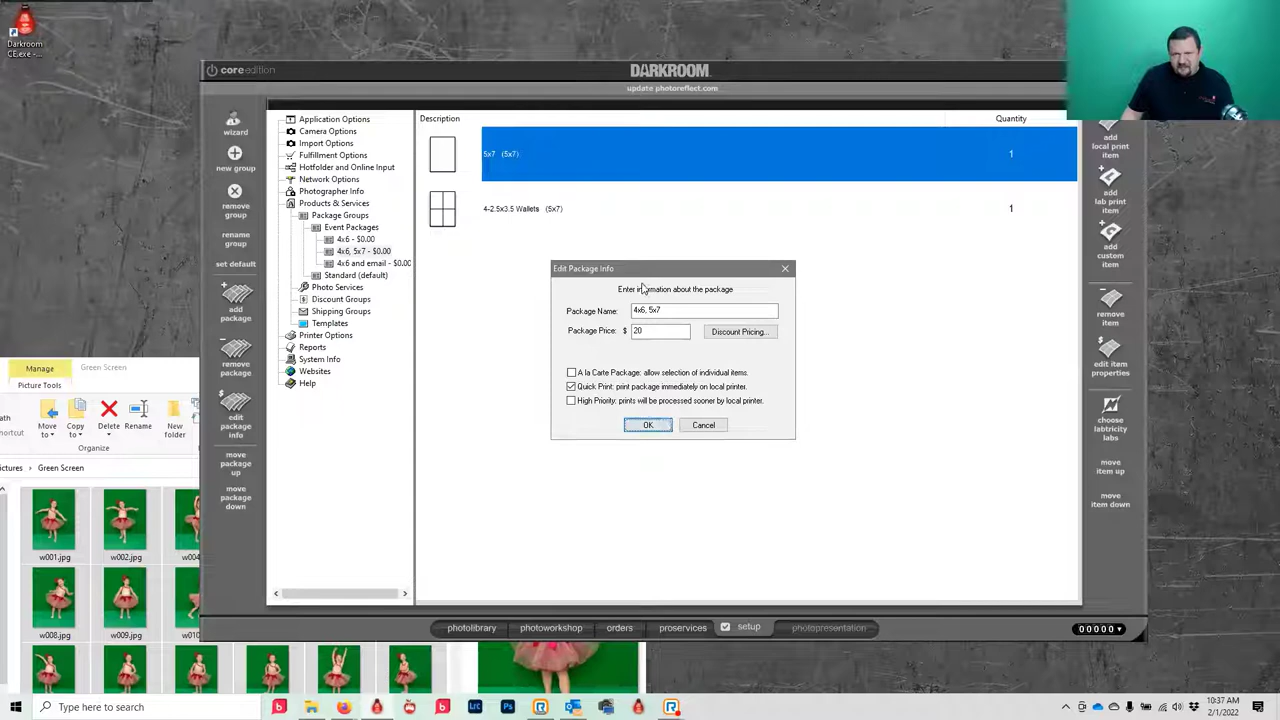 Darkroom
CE.exe -...
coreedition
DARKROOM
update photoreflect.com
wizard
new group
remove
group
rename
group
set default
add
package
remove
package
edit
package
info
move
package
up
move
package
down
Application Options
Camera Options
Import Options
Fulfillment Options
Hotfolder and Online Input
Network Options
Photographer Info
Products & Services
Package Groups
Event Packages
4x6 - $0.00
4x6, 5x7 - $0.00
4x6 and email - $0.00
Standard (default)
Photo Services
Discount Groups
Shipping Groups
Templates
Printer Options
Reports
System Info
Websites
Help
Description
Quantity
5x7 (5x7)
1
4-2.5x3.5 Wallets (5x7)
1
Edit Package Info
Enter information about the package
Package Name: 4x6, 5x7
Package Price: $ 20
Discount Pricing...
A la Carte Package: allow selection of individual items.
Quick Print: print package immediately on local printer.
High Priority: prints will be processed sooner by local printer.
OK
Cancel
add
local print
item
add
lab print
item
add
custom
item
remove
item
edit item
properties
choose
labtricity
labs
move
item up
move
item down
Manage
Green Screen
Picture Tools
Move
to
Copy
to
Delete
Rename
New
folder
Organize
Green Screen
w001.jpg
w002.jpg
w004
w008.jpg
w009.jpg
w010
photolibrary
photoworkshop
orders
proservices
setup
photopresentation
00000
Type here to search
10:37 AM
2/1/2022